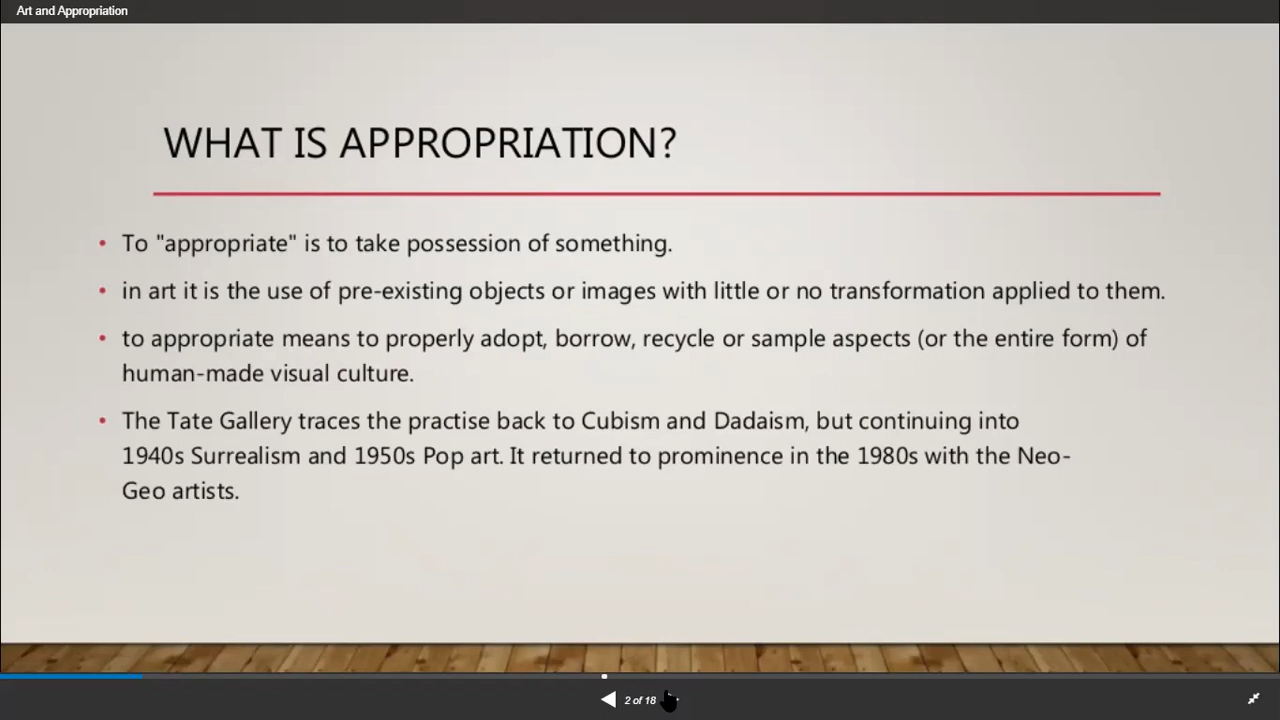 Art and Appropriation
WHAT IS APPROPRIATION?
• To "appropriate" is to take possession of something.
• in art it is the use of pre-existing objects or images with little or no transformation applied to them.
• to appropriate means to properly adopt, borrow, recycle or sample aspects (or the entire form) of
human-made visual culture.
• The Tate Gallery traces the practise back to Cubism and Dadaism, but continuing into
1940s Surrealism and 1950s Pop art. It returned to prominence in the 1980s with the Neo-
Geo artists.
2 of 18